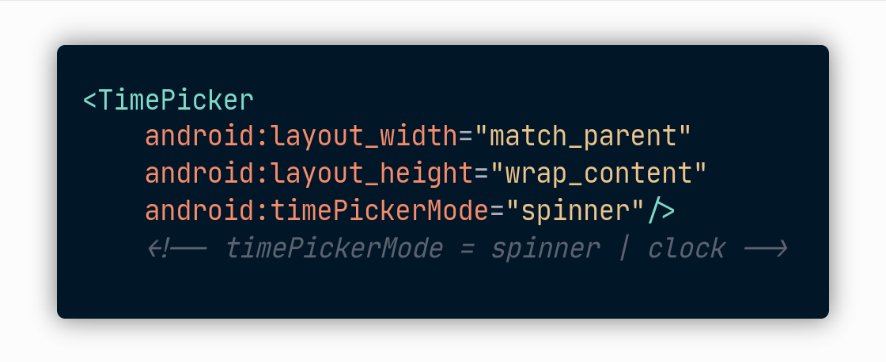 <TimePicker
android:layout_width="match_parent"
android:layout_height="wrap_content"
android:timePickerMode="spinner"/>
<!-- timePickerMode = spinner | clock -->